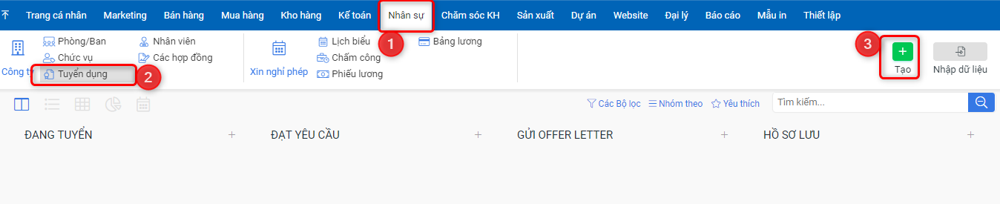 Trang cá nhân Marketing Bán hàng Mua hàng Kho hàng Kế toán Nhân sự Chăm sóc KH Sản xuất Dự án Website Đại lý Báo cáo Mẫu in Thiết lập
Phòng/Ban Nhân viên Lịch biểu 1 Bảng lương 3
Chức vụ Các hợp đồng Chấm công
Công ty Tuyển dụng 2 Xin nghỉ phép Phiếu lương Tạo Nhập dữ liệu
Các Bộ lọc Nhóm theo Yêu thích Tìm kiếm...
ĐANG TUYỂN + ĐẠT YÊU CẦU + GỬI OFFER LETTER + HỒ SƠ LƯU +